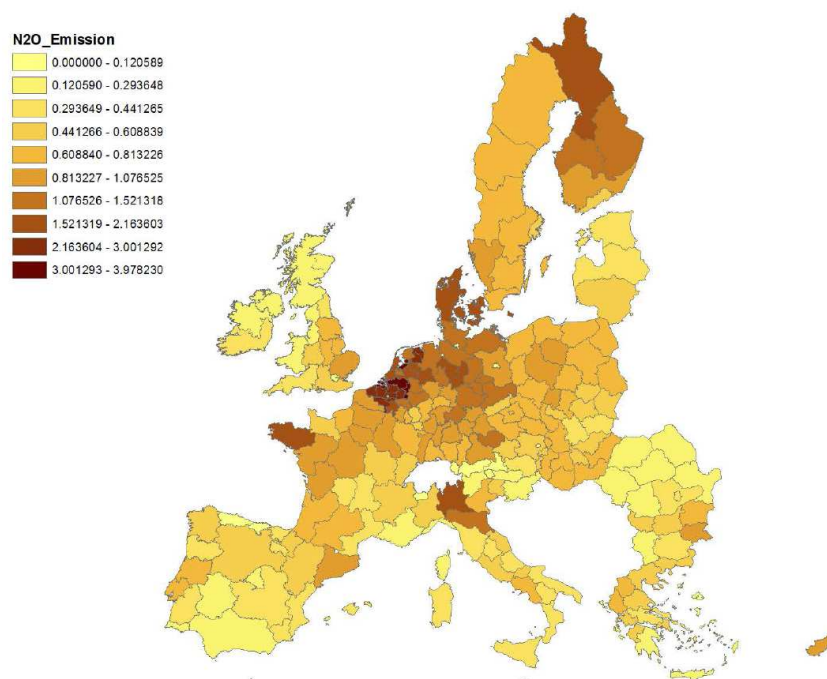 N2O_Emission
0.000000 - 0.120589
0.120590 - 0.293648
0.293649 - 0.441265
0.441266 - 0.608839
0.608840 - 0.813226
0.813227 - 1.076525
1.076526 - 1.521318
1.521319 - 2.163603
2.163604 - 3.001292
3.001293 - 3.978230